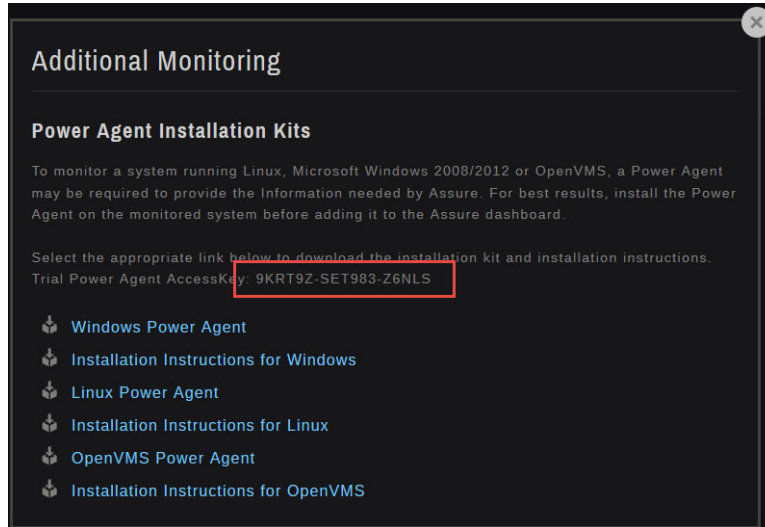 Additional Monitoring
Power Agent Installation Kits
To monitor a system running Linux, Microsoft Windows 2008/2012 or OpenVMS, a Power Agent
may be required to provide the Information needed by Assure. For best results, install the Power
Agent on the monitored system before adding it to the Assure dashboard.
Select the appropriate link below to download the installation kit and installation instructions.
Trial Power Agent AccessKey: 9KRT9Z-SET983-Z6NLS
Windows Power Agent
Installation Instructions for Windows
Linux Power Agent
Installation Instructions for Linux
OpenVMS Power Agent
Installation Instructions for OpenVMS